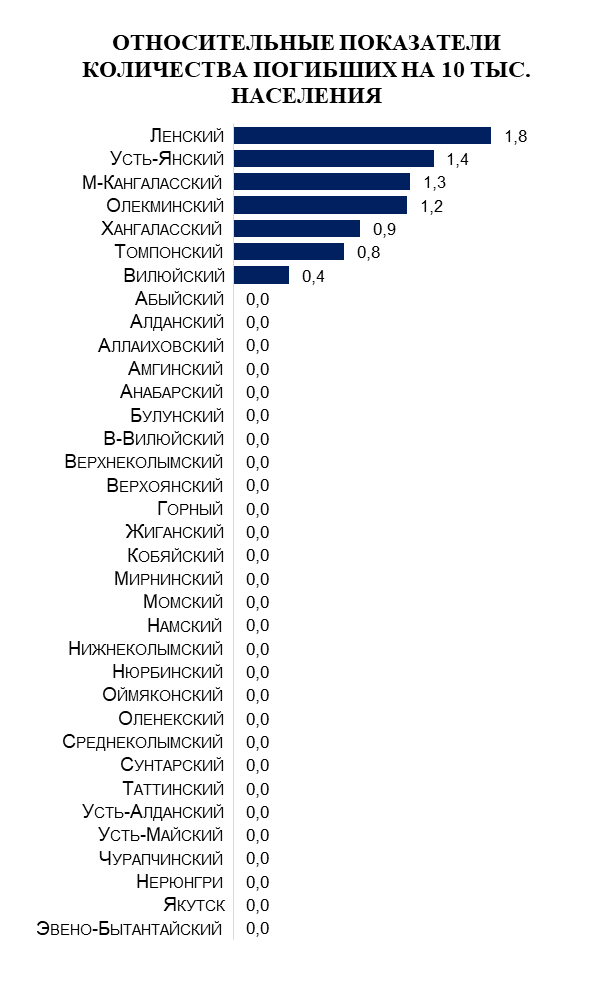 ОТНОСИТЕЛЬНЫЕ ПОКАЗАТЕЛИ
КОЛИЧЕСТВА ПОГИБШИХ НА 10 ТЫС.
НАСЕЛЕНИЯ
Ленский 1,8
Усть-Янский 1,4
М-Кангаласский 1,3
Олекминский 1,2
Хангаласский 0,9
Томпонский 0,8
Вилюйский 0,4
Абыйский 0,0
Алданский 0,0
Аллаиховский 0,0
Амгинский 0,0
Анабарский 0,0
Булунский 0,0
В-Вилюйский 0,0
Верхнеколымский 0,0
Верхоянский 0,0
Горный 0,0
Жиганский 0,0
Кобяйский 0,0
Мирнинский 0,0
Момский 0,0
Намский 0,0
Нижнеколымский 0,0
Нюрбинский 0,0
Оймяконский 0,0
Оленекский 0,0
Среднеколымский 0,0
Сунтарский 0,0
Таттинский 0,0
Усть-Алданский 0,0
Усть-Майский 0,0
Чурапчинский 0,0
Нерюнгри 0,0
Якутск 0,0
Эвено-Бытантайский 0,0